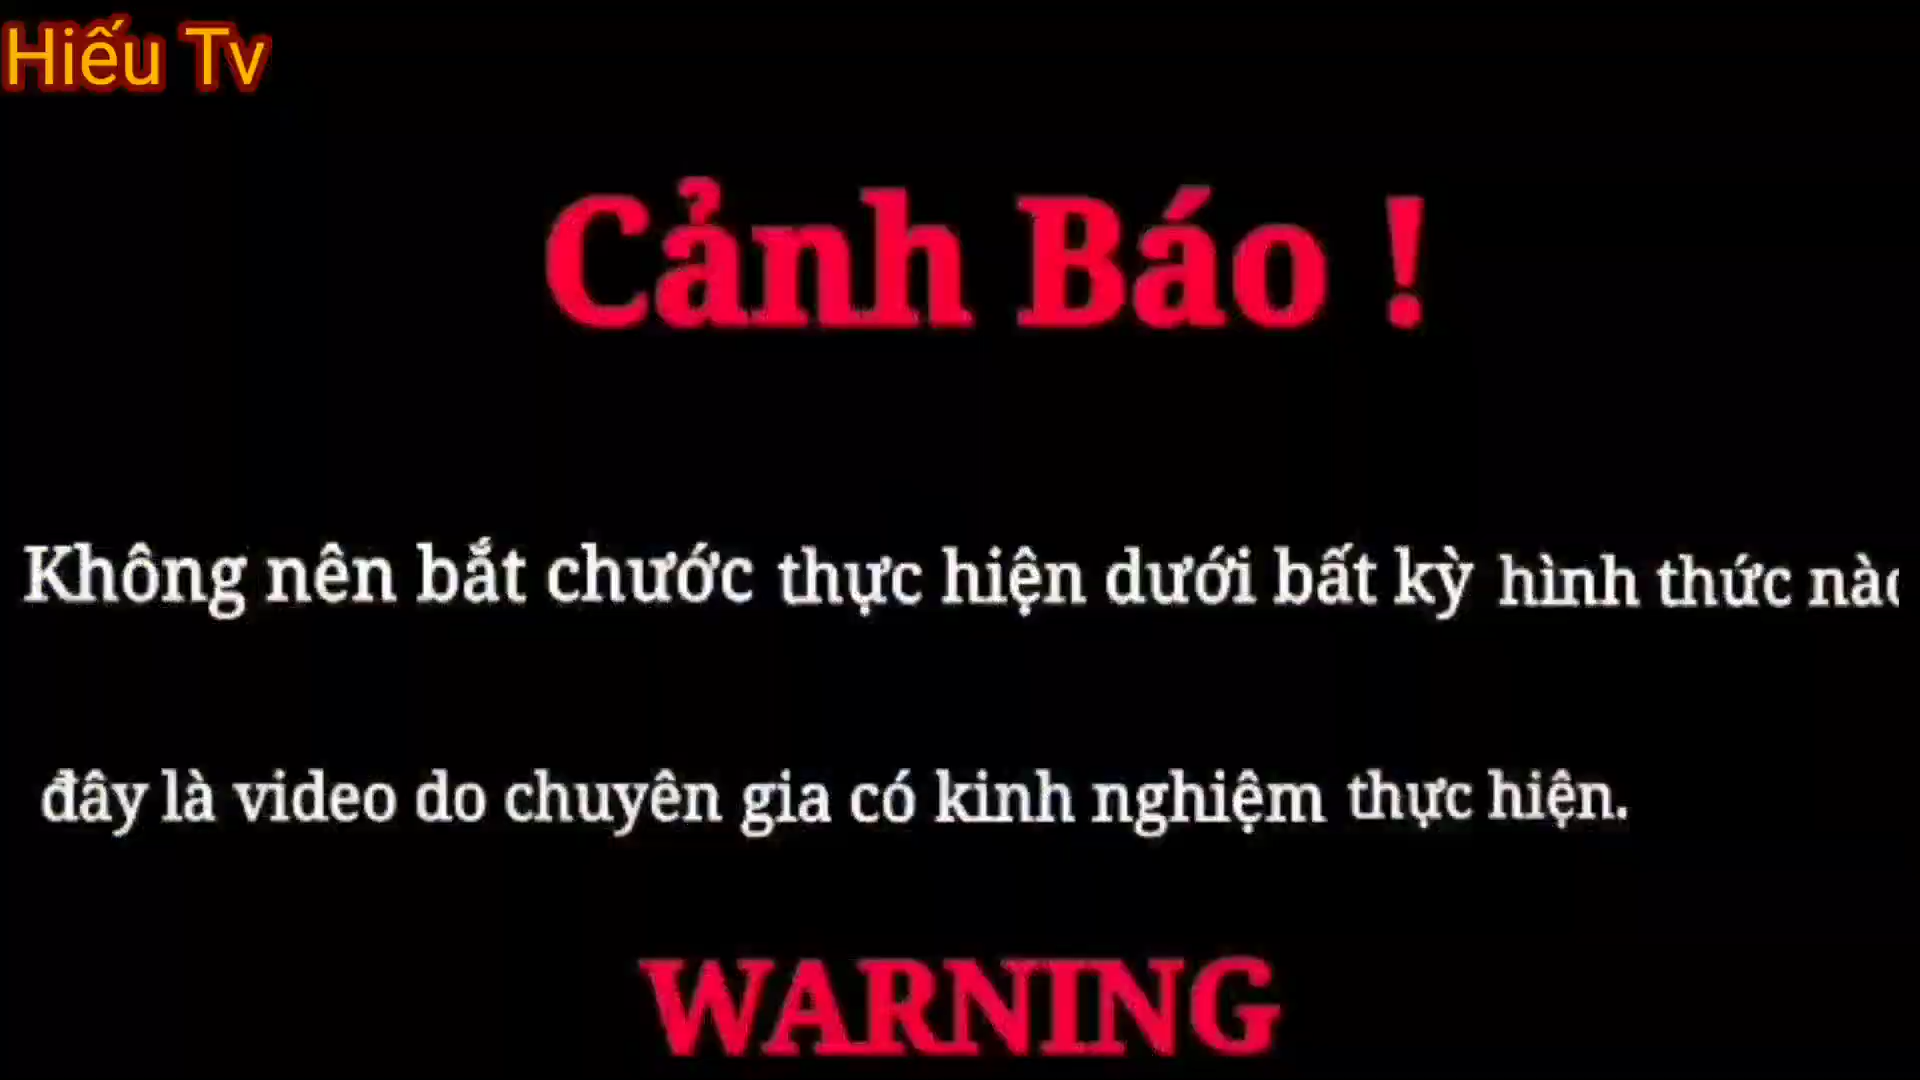 Hiếu Tv
Cảnh Báo !
Không nên bắt chước thực hiện dưới bất kỳ hình thức nào
đây là video do chuyên gia có kinh nghiệm thực hiện.
WARNING